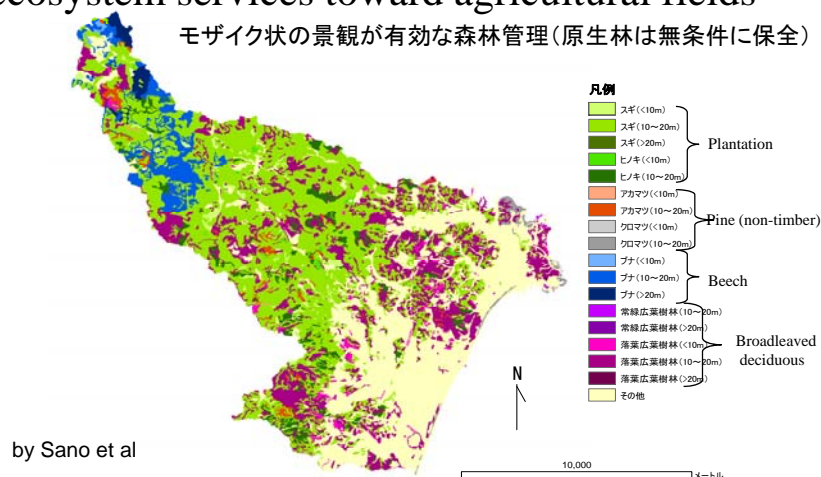 ecosystem services toward agricultural fields
モザイク状の景観が有効な森林管理(原生林は無条件に保全)
凡例
スギ(<10m)
スギ(10～20m)
スギ(>20m)
ヒノキ(<10m)
ヒノキ(10～20m)
Plantation
アカマツ(<10m)
アカマツ(10～20m)
クロマツ(<10m)
クロマツ(10～20m)
Pine (non-timber)
ブナ(<10m)
ブナ(10～20m)
ブナ(>20m)
Beech
常緑広葉樹林(10～20m)
常緑広葉樹林(>20m)
落葉広葉樹林(<10m)
落葉広葉樹林(10～20m)
落葉広葉樹林(>20m)
Broadleaved
deciduous
その他
N
by Sano et al
10,000
メートル